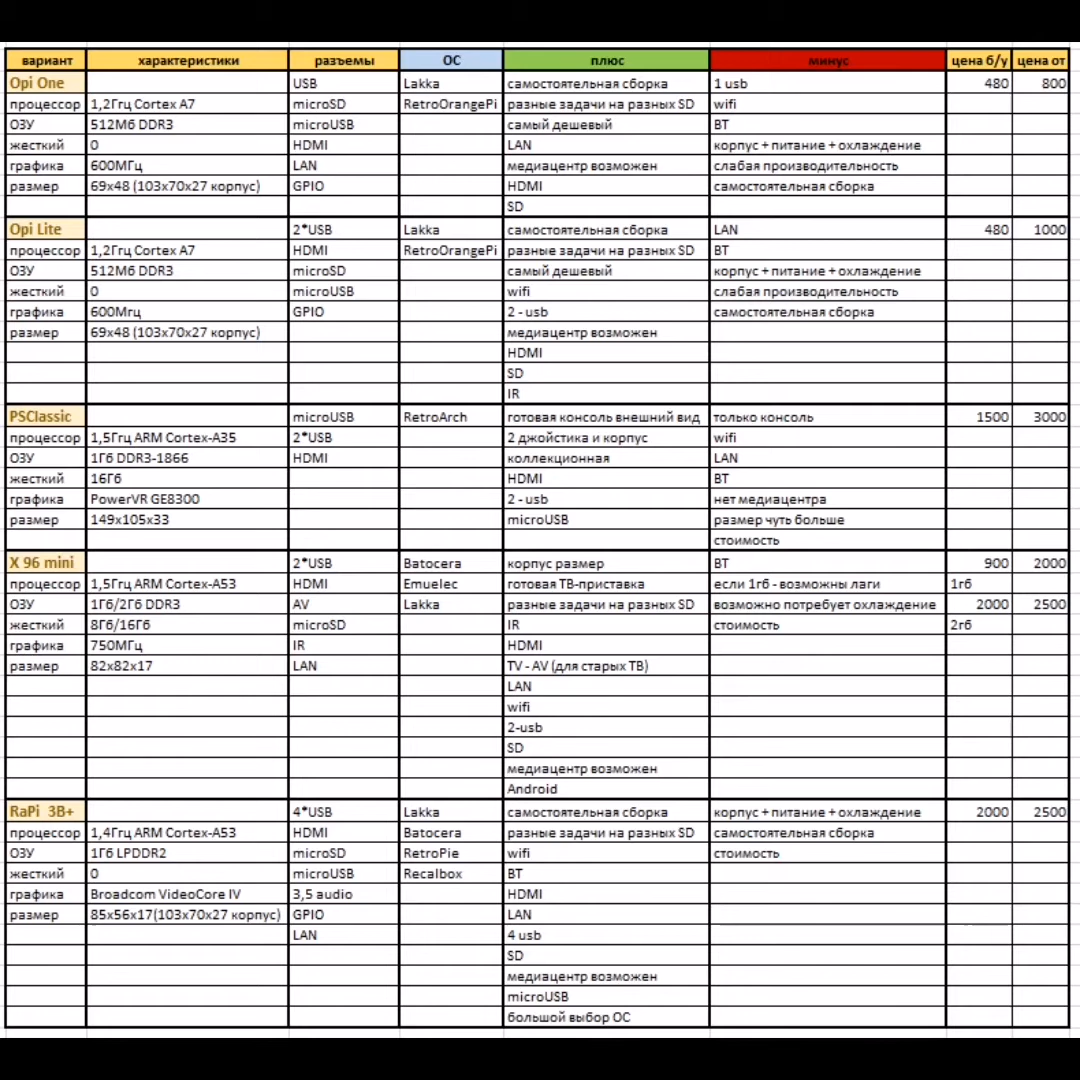 вариант характеристики разъемы ОС плюс минус цена б/у цена от
Opi One USB Lakka самостоятельная сборка 1 usb 480 800
процессор 1,2Ггц Cortex A7 microSD RetroOrangePi разные задачи на разных SD wifi
ОЗУ 512Мб DDR3 microUSB самый дешевый BT
жесткий 0 HDMI LAN корпус + питание + охлаждение
графика 600МГц LAN медиацентр возможен слабая производительность
размер 69x48 (103x70x27 корпус) GPIO HDMI самостоятельная сборка
SD
Opi Lite 2*USB Lakka самостоятельная сборка LAN 480 1000
процессор 1,2Ггц Cortex A7 HDMI RetroOrangePi разные задачи на разных SD BT
ОЗУ 512Мб DDR3 microSD самый дешевый корпус + питание + охлаждение
жесткий 0 microUSB wifi слабая производительность
графика 600Мгц GPIO 2 - usb самостоятельная сборка
размер 69x48 (103x70x27 корпус) медиацентр возможен
HDMI
SD
IR
PSClassic microUSB RetroArch готовая консоль внешний вид только консоль 1500 3000
процессор 1,5Ггц ARM Cortex-A35 2*USB 2 джойстика и корпус wifi
ОЗУ 1Гб DDR3-1866 HDMI коллекционная LAN
жесткий 16Гб HDMI BT
графика PowerVR GE8300 2 - usb нет медиацентра
размер 149x105x33 microUSB размер чуть больше
стоимость
X 96 mini 2*USB Batocera корпус размер BT 900 2000
процессор 1,5Ггц ARM Cortex-A53 HDMI Emuelec готовая ТВ-приставка если 1гб - возможны лаги 1гб
ОЗУ 1Гб/2Гб DDR3 AV Lakka разные задачи на разных SD возможно потребует охлаждение 2000 2500
жесткий 8Гб/16Гб microSD IR стоимость 2гб
графика 750МГц IR HDMI
размер 82x82x17 LAN TV - AV (для старых ТВ)
LAN
wifi
2-usb
SD
медиацентр возможен
Android
RaPi 3B+ 4*USB Lakka самостоятельная сборка корпус + питание + охлаждение 2000 2500
процессор 1,4Ггц ARM Cortex-A53 HDMI Batocera разные задачи на разных SD самостоятельная сборка
ОЗУ 1Гб LPDDR2 microSD RetroPie wifi стоимость
жесткий 0 microUSB Recalbox BT
графика Broadcom VideoCore IV 3,5 audio HDMI
размер 85x56x17(103x70x27 корпус) GPIO LAN
LAN 4 usb
SD
медиацентр возможен
microUSB
большой выбор ОС